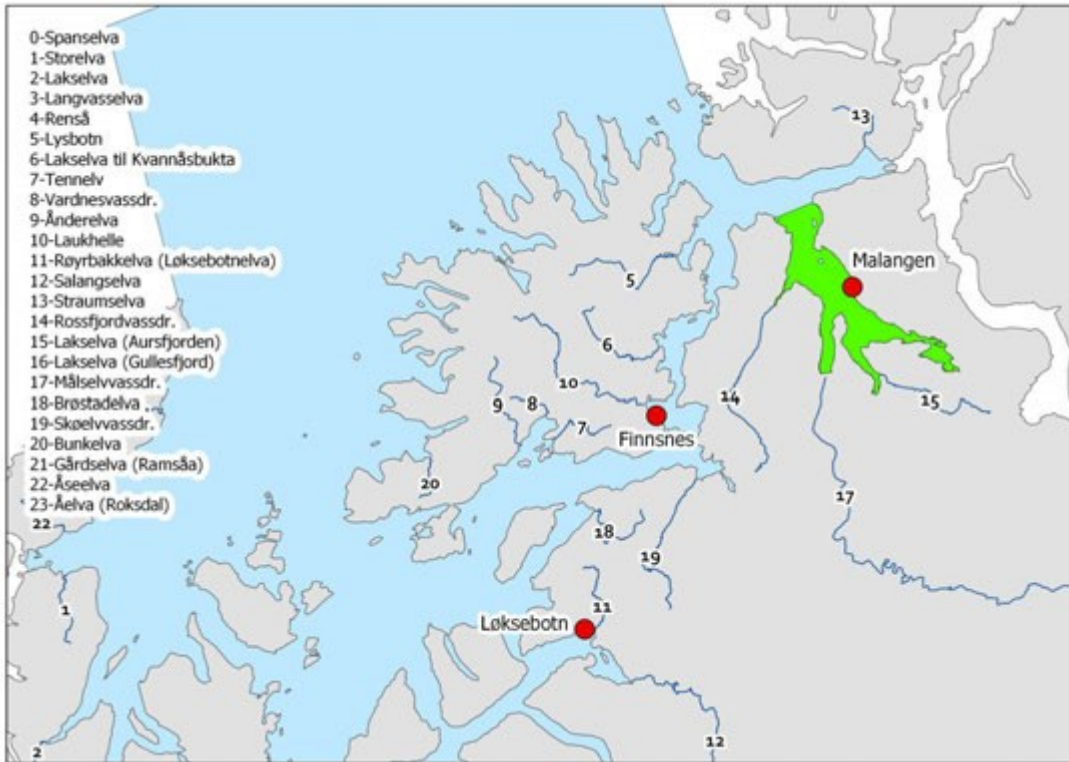 0-Spanselva
1-Storelva
2-Lakselva
3-Langvasselva
4-Renså
5-Lysbotn
6-Lakselva til Kvannåsbukta
7-Tennelv
8-Vardnesvassdr.
9-Ånderelva
10-Laukhelle
11-Røyrbakkelva (Løksebotnelva)
12-Salangselva
13-Straumselva
14-Rossfjordvassdr.
15-Lakselva (Aursfjorden)
16-Lakselva (Gullesfjord)
17-Målselvvassdr.
18-Brøstadelva
19-Skøelvvassdr.
20-Bunkelva
21-Gårdselva (Ramsåa)
22-Åseelva
23-Åelva (Roksdal)
13
Malangen
5
6
10
14
9
8
15
7
Finnsnes
20
17
22
18
19
1
11
Løksebotn
12
2